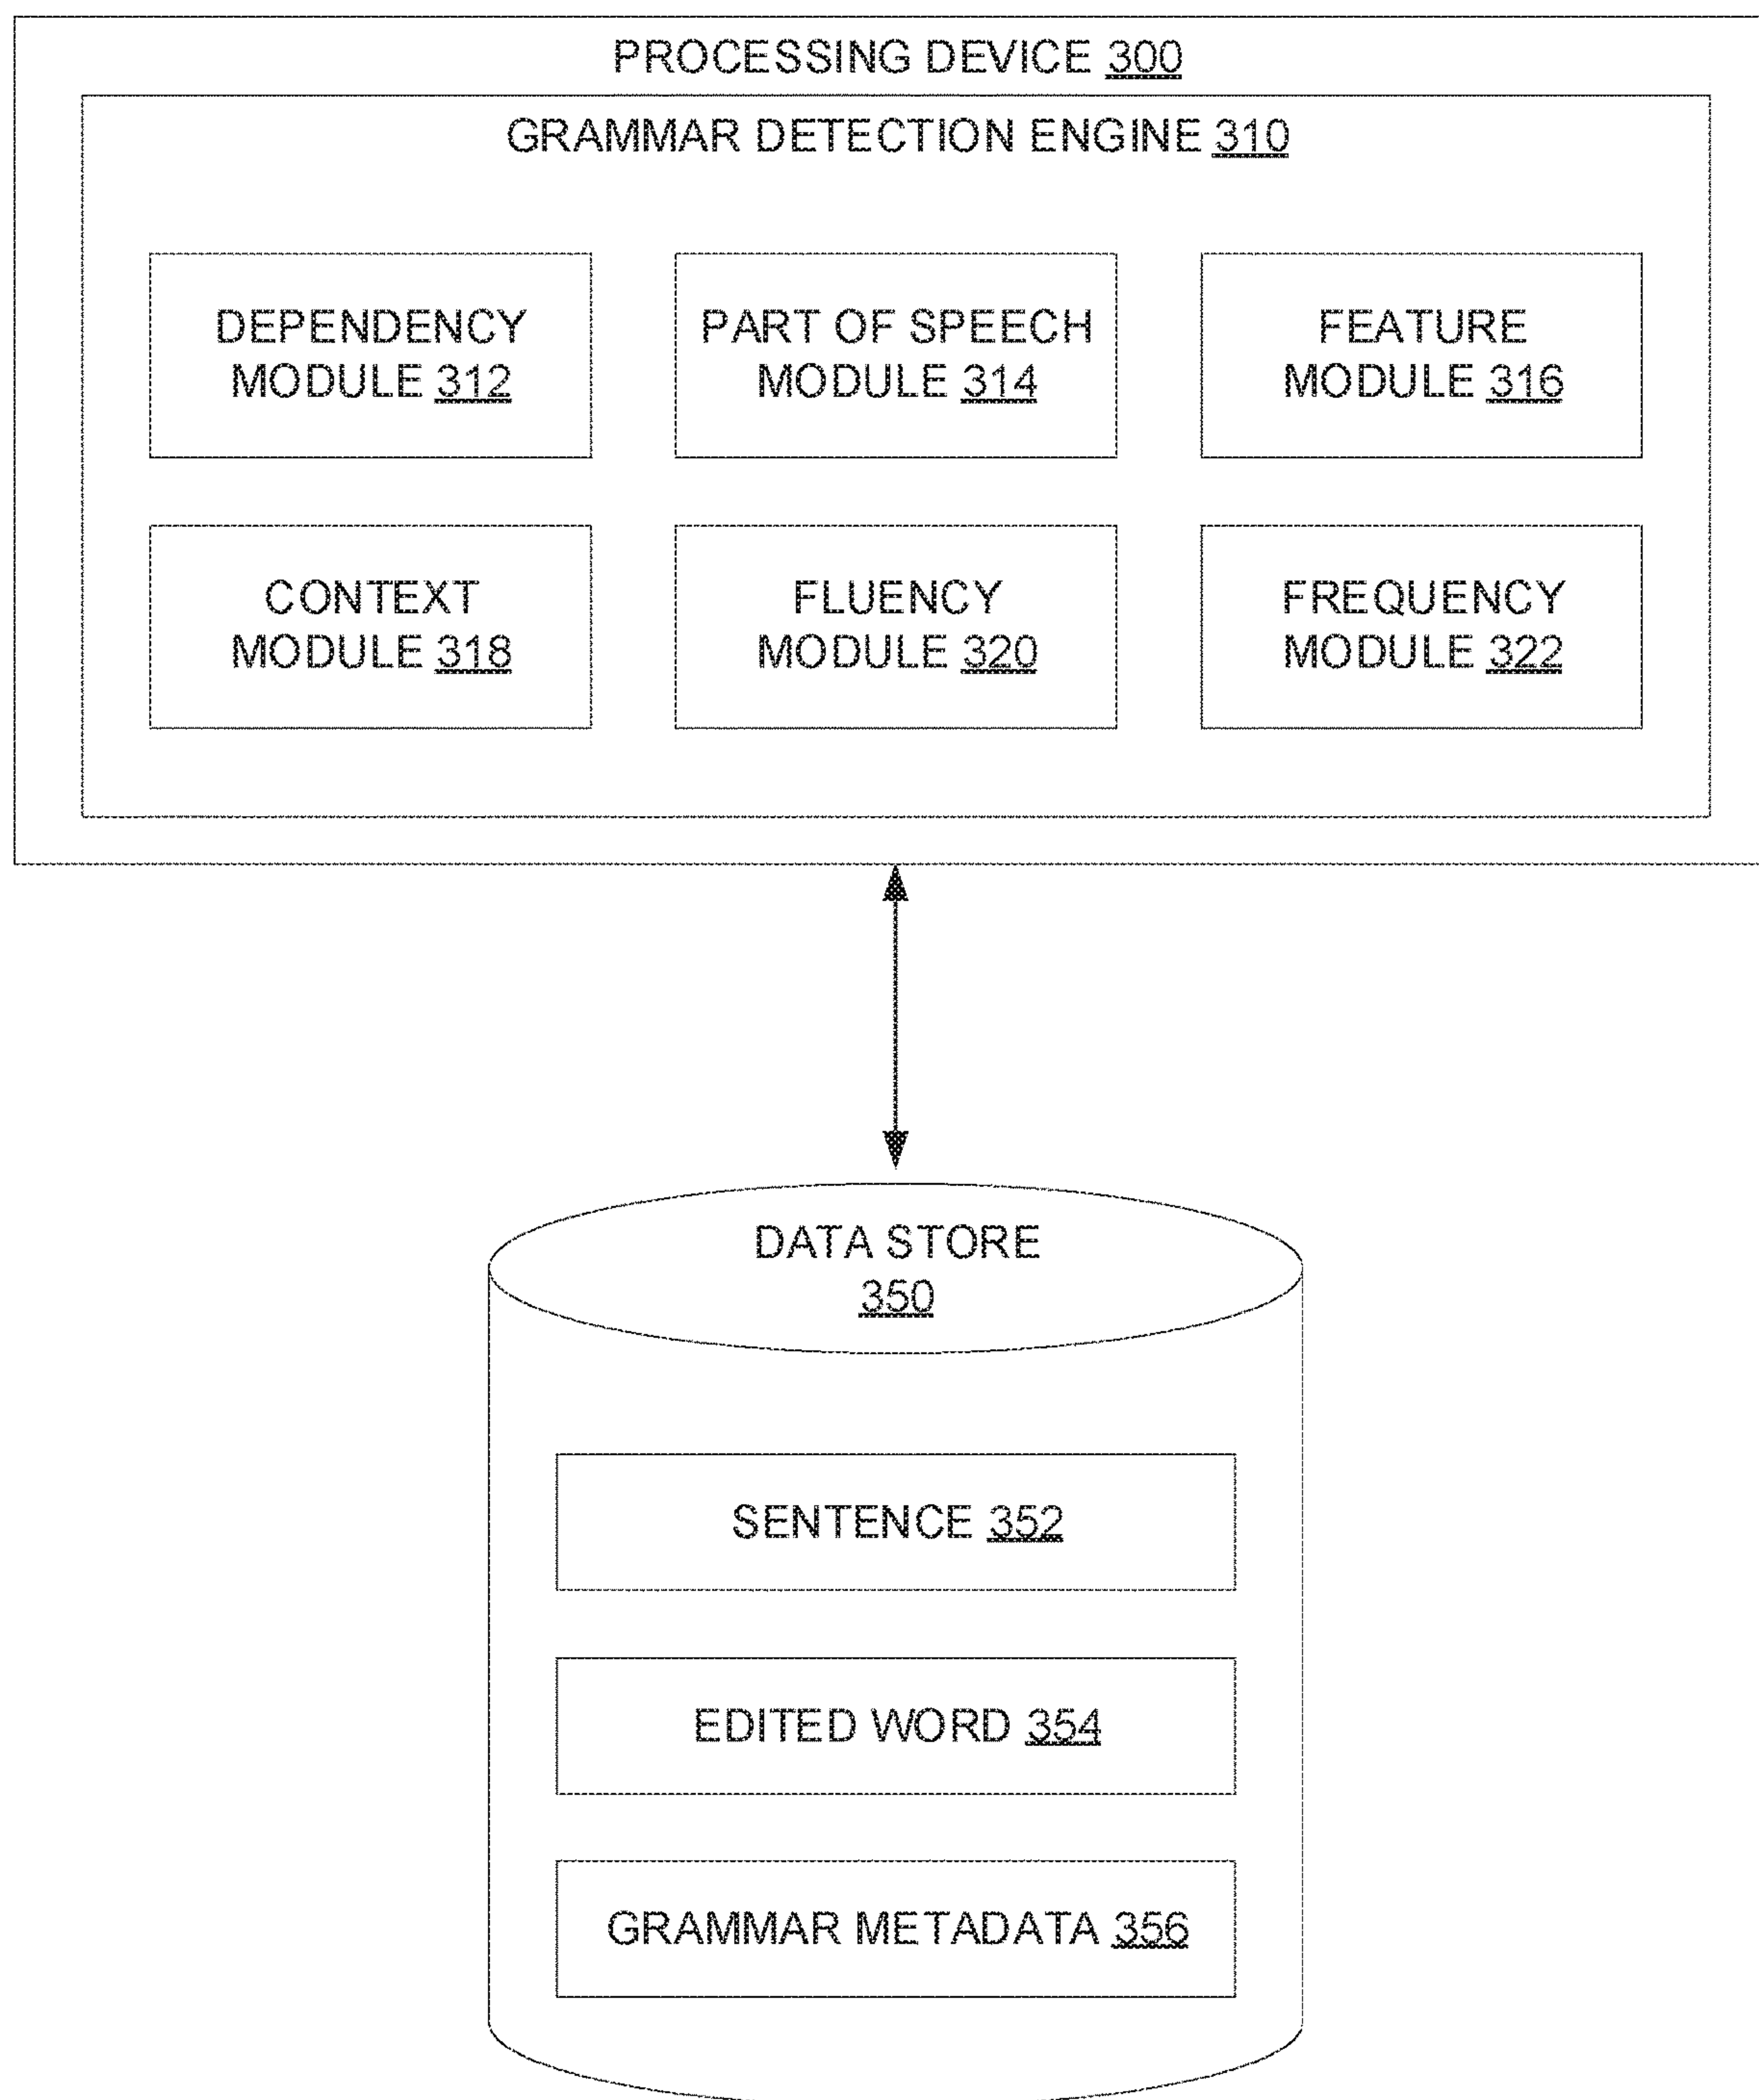 PROCESSING DEVICE 300
GRAMMAR DETECTION ENGINE 310
DEPENDENCY
MODULE 312
PART OF SPEECH
MODULE 314
FEATURE
MODULE 316
CONTEXT
MODULE 318
FLUENCY
MODULE 320
FREQUENCY
MODULE 322
DATA STORE
350
SENTENCE 352
EDITED WORD 354
GRAMMAR METADATA 356